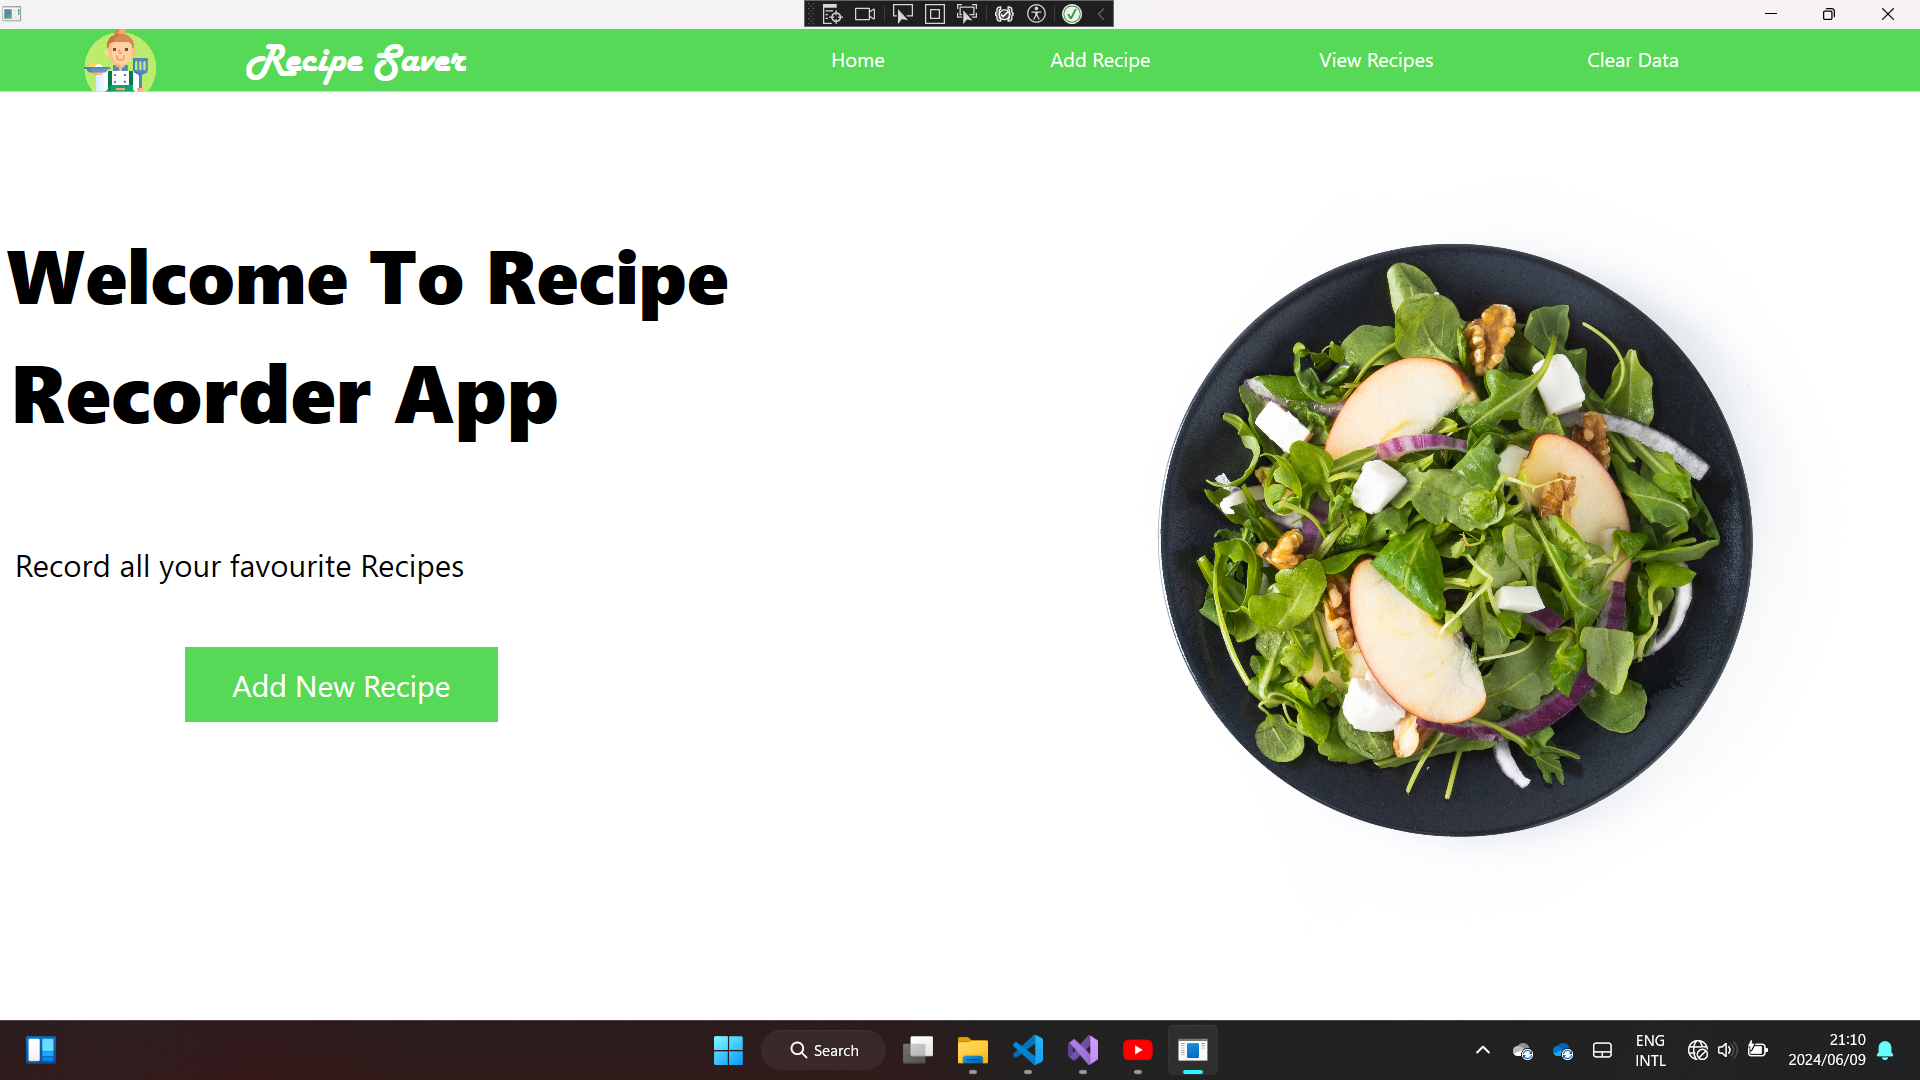 Recipe Saver
Home
Add Recipe
View Recipes
Clear Data
Welcome To Recipe
Recorder App
Record all your favourite Recipes
Add New Recipe
Search
ENG
INTL
21:10
2024/06/09